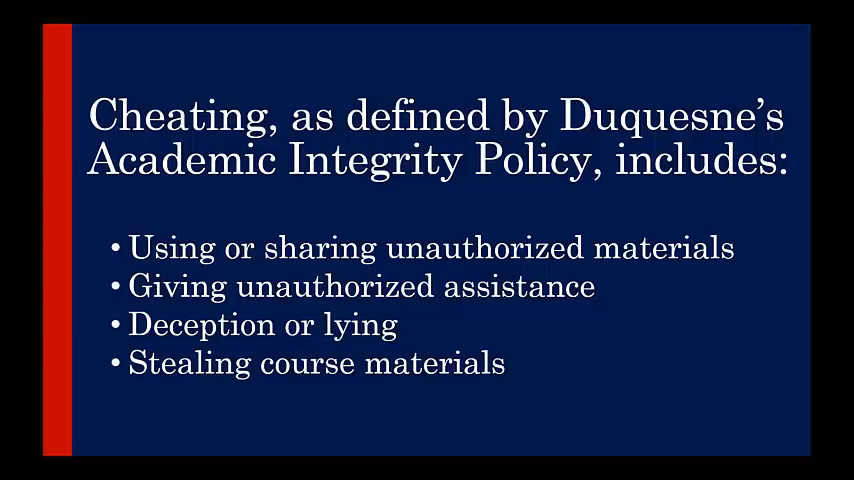 Cheating, as defined by Duquesne’s
Academic Integrity Policy, includes:
• Using or sharing unauthorized materials
• Giving unauthorized assistance
• Deception or lying
• Stealing course materials